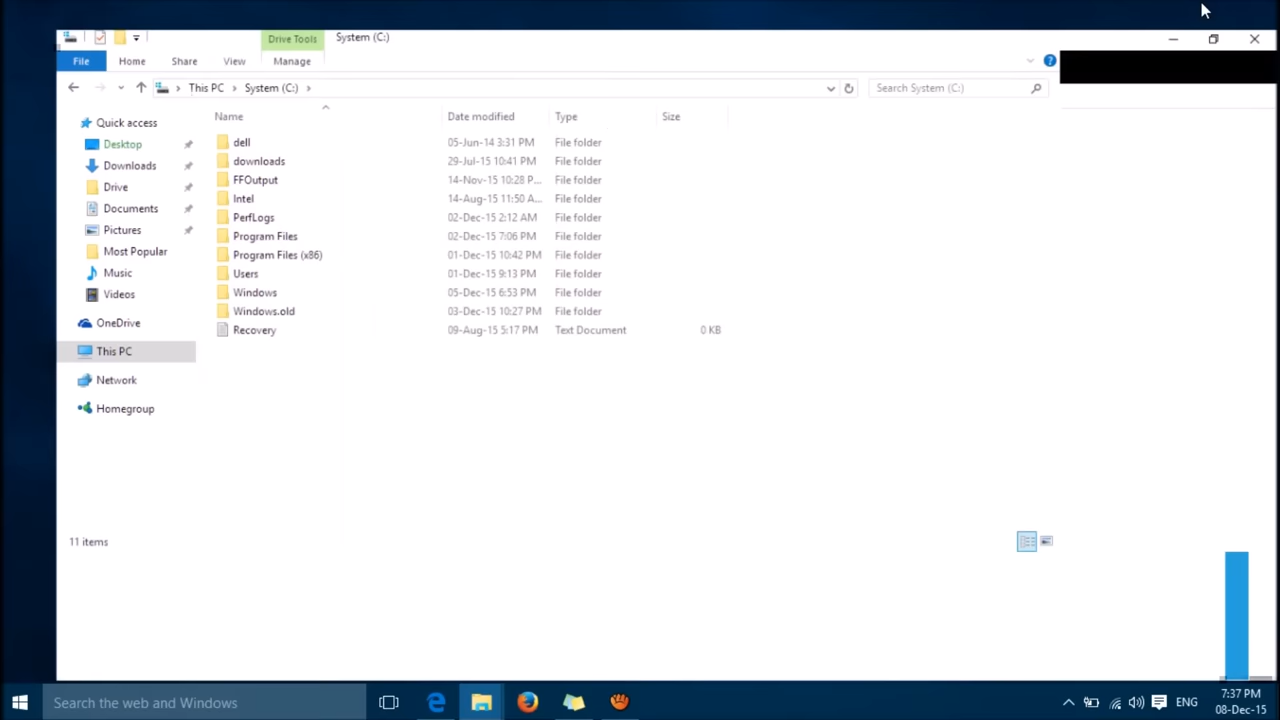 Drive Tools System (C:)
File Home Share View Manage
This PC System (C:) Search System (C:)
Name Date modified Type Size
Quick access
Desktop
Downloads
Drive
Documents
Pictures
Most Popular
Music
Videos
OneDrive
This PC
Network
Homegroup
dell 05-Jun-14 3:31 PM File folder
downloads 29-Jul-15 10:41 PM File folder
FFOutput 14-Nov-15 10:28 P... File folder
Intel 14-Aug-15 11:50 A... File folder
PerfLogs 02-Dec-15 2:12 AM File folder
Program Files 02-Dec-15 7:06 PM File folder
Program Files (x86) 01-Dec-15 10:42 PM File folder
Users 01-Dec-15 9:13 PM File folder
Windows 05-Dec-15 6:53 PM File folder
Windows.old 03-Dec-15 10:27 PM File folder
Recovery 09-Aug-15 5:17 PM Text Document 0 KB
11 items
Search the web and Windows
ENG
7:37 PM
08-Dec-15